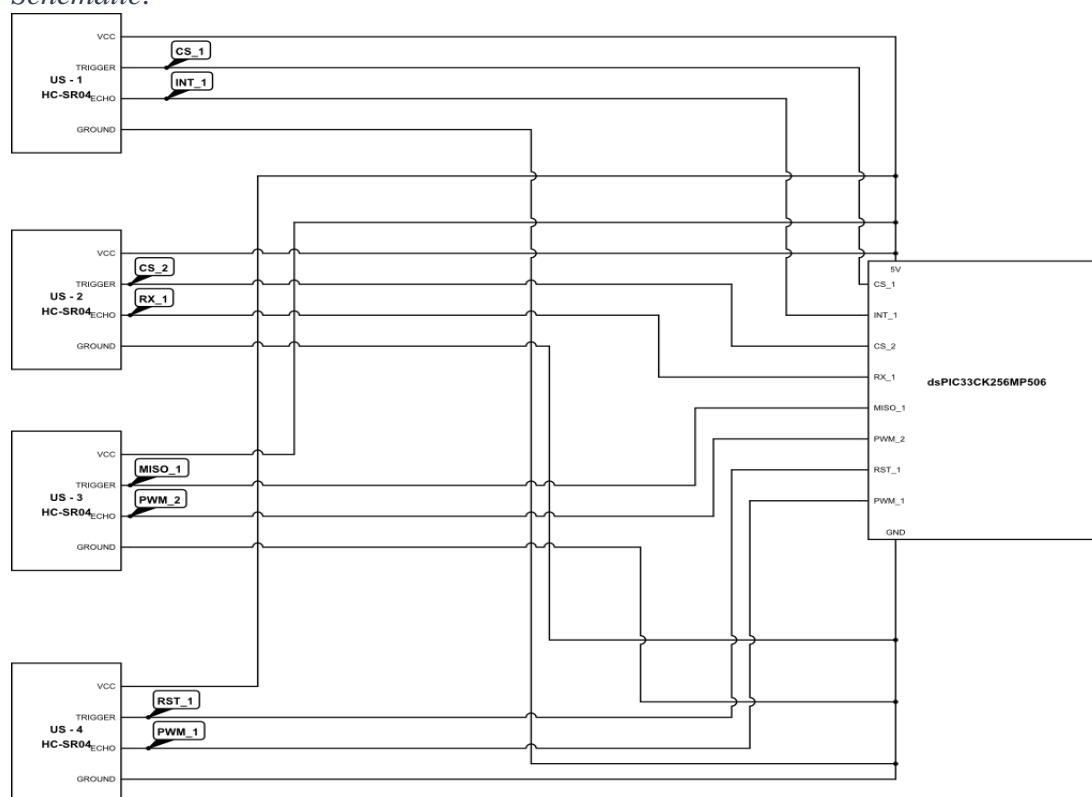 Schematic:
VCC
CS_1
TRIGGER
US - 1
INT_1
HC-SR04
ECHO
GROUND
VCC
CS_2
TRIGGER
US - 2
RX_1
HC-SR04
ECHO
GROUND
VCC
MISO_1
TRIGGER
US - 3
PWM_2
HC-SR04
ECHO
GROUND
VCC
RST_1
TRIGGER
US - 4
PWM_1
HC-SR04
ECHO
GROUND
5V
CS_1
INT_1
CS_2
RX_1
dsPIC33CK256MP506
MISO_1
PWM_2
RST_1
PWM_1
GND